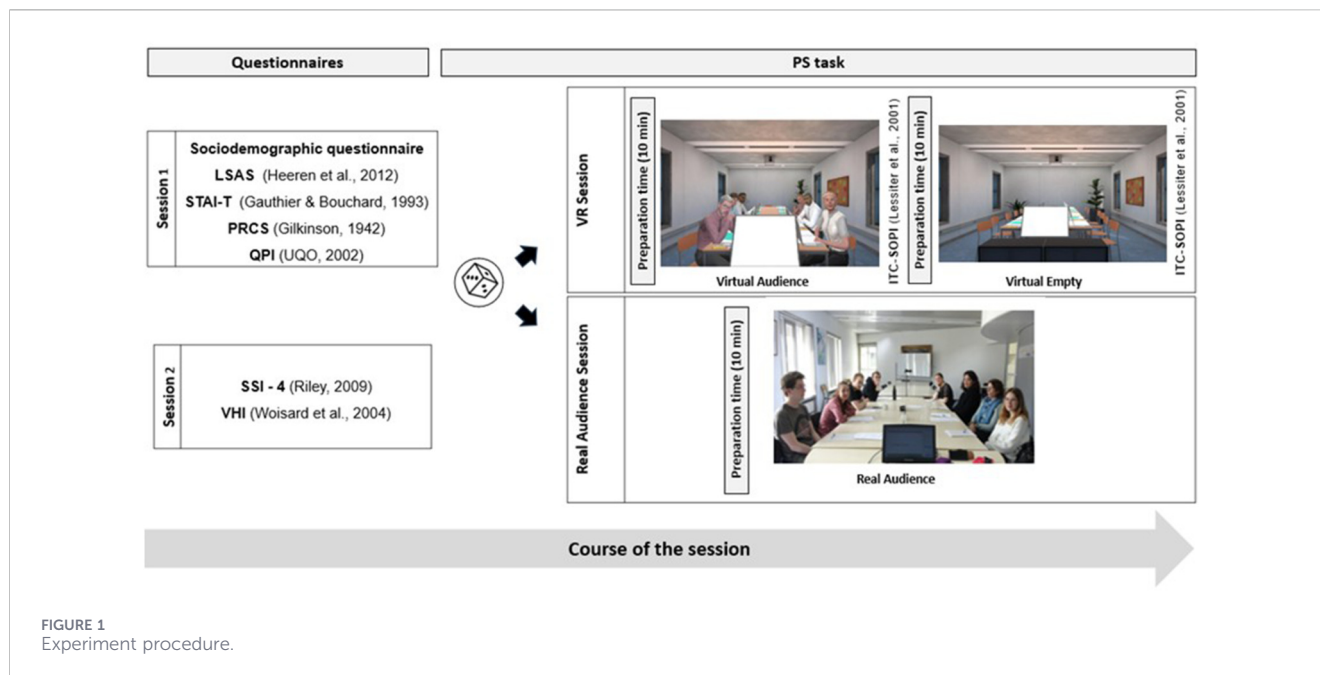 Questionnaires
PS task
Session 1
Sociodemographic questionnaire
LSAS (Heeren et al., 2012)
STAI-T (Gauthier & Bouchard, 1993)
PRCS (Gilkinson, 1942)
QPI (UQO, 2002)
VR Session
Preparation time (10 min)
Virtual Audience
ITC-SOPI (Lessiter et al., 2001)
Preparation time (10 min)
Virtual Empty
ITC-SOPI (Lessiter et al., 2001)
Session 2
SSI - 4 (Riley, 2009)
VHI (Woisard et al., 2004)
Real Audience Session
Preparation time (10 min)
Real Audience
Course of the session
FIGURE 1
Experiment procedure.